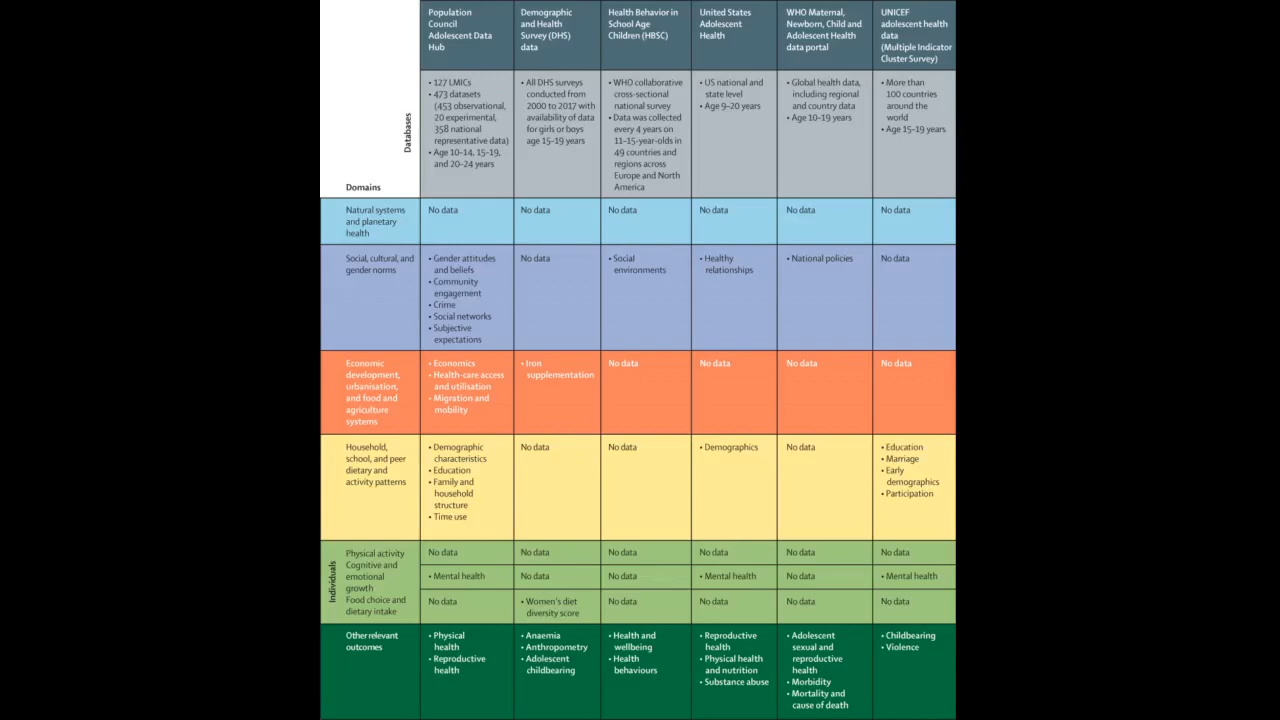 Population
Council
Adolescent Data
Hub
Demographic
and Health
Survey (DHS)
data
Health Behavior in
School Age
Children (HBSC)
United States
Adolescent
Health
WHO Maternal,
Newborn, Child and
Adolescent Health
data portal
UNICEF
adolescent health
data
(Multiple Indicator
Cluster Survey)
Databases
Domains
• 127 LMICs
• 473 datasets
(453 observational,
20 experimental,
358 national
representative data)
• Age 10–14, 15–19,
and 20–24 years
• All DHS surveys
conducted from
2000 to 2017 with
availability of data
for girls or boys
age 15–19 years
• WHO collaborative
cross-sectional
national survey
• Data was collected
every 4 years on
11–15-year-olds in
49 countries and
regions across
Europe and North
America
• US national and
state level
• Age 9–20 years
• Global health data,
including regional
and country data
• Age 10–19 years
• More than
100 countries
around the
world
• Age 15–19 years
Natural systems
and planetary
health
No data
No data
No data
No data
No data
No data
Social, cultural, and
gender norms
• Gender attitudes
and beliefs
• Community
engagement
• Crime
• Social networks
• Subjective
expectations
No data
• Social
environments
• Healthy
relationships
• National policies
No data
Economic
development,
urbanisation,
and food and
agriculture
systems
• Economics
• Health-care access
and utilisation
• Migration and
mobility
• Iron
supplementation
No data
No data
No data
No data
Household,
school, and peer
dietary and
activity patterns
• Demographic
characteristics
• Education
• Family and
household
structure
• Time use
No data
No data
• Demographics
No data
• Education
• Marriage
• Early
demographics
• Participation
Individuals
Physical activity
No data
No data
No data
No data
No data
No data
Cognitive and
emotional
growth
• Mental health
No data
No data
• Mental health
No data
• Mental health
Food choice and
dietary intake
No data
• Women's diet
diversity score
No data
No data
No data
No data
Other relevant
outcomes
• Physical
health
• Reproductive
health
• Anaemia
• Anthropometry
• Adolescent
childbearing
• Health and
wellbeing
• Health
behaviours
• Reproductive
health
• Physical health
and nutrition
• Substance abuse
• Adolescent
sexual and
reproductive
health
• Morbidity
• Mortality and
cause of death
• Childbearing
• Violence